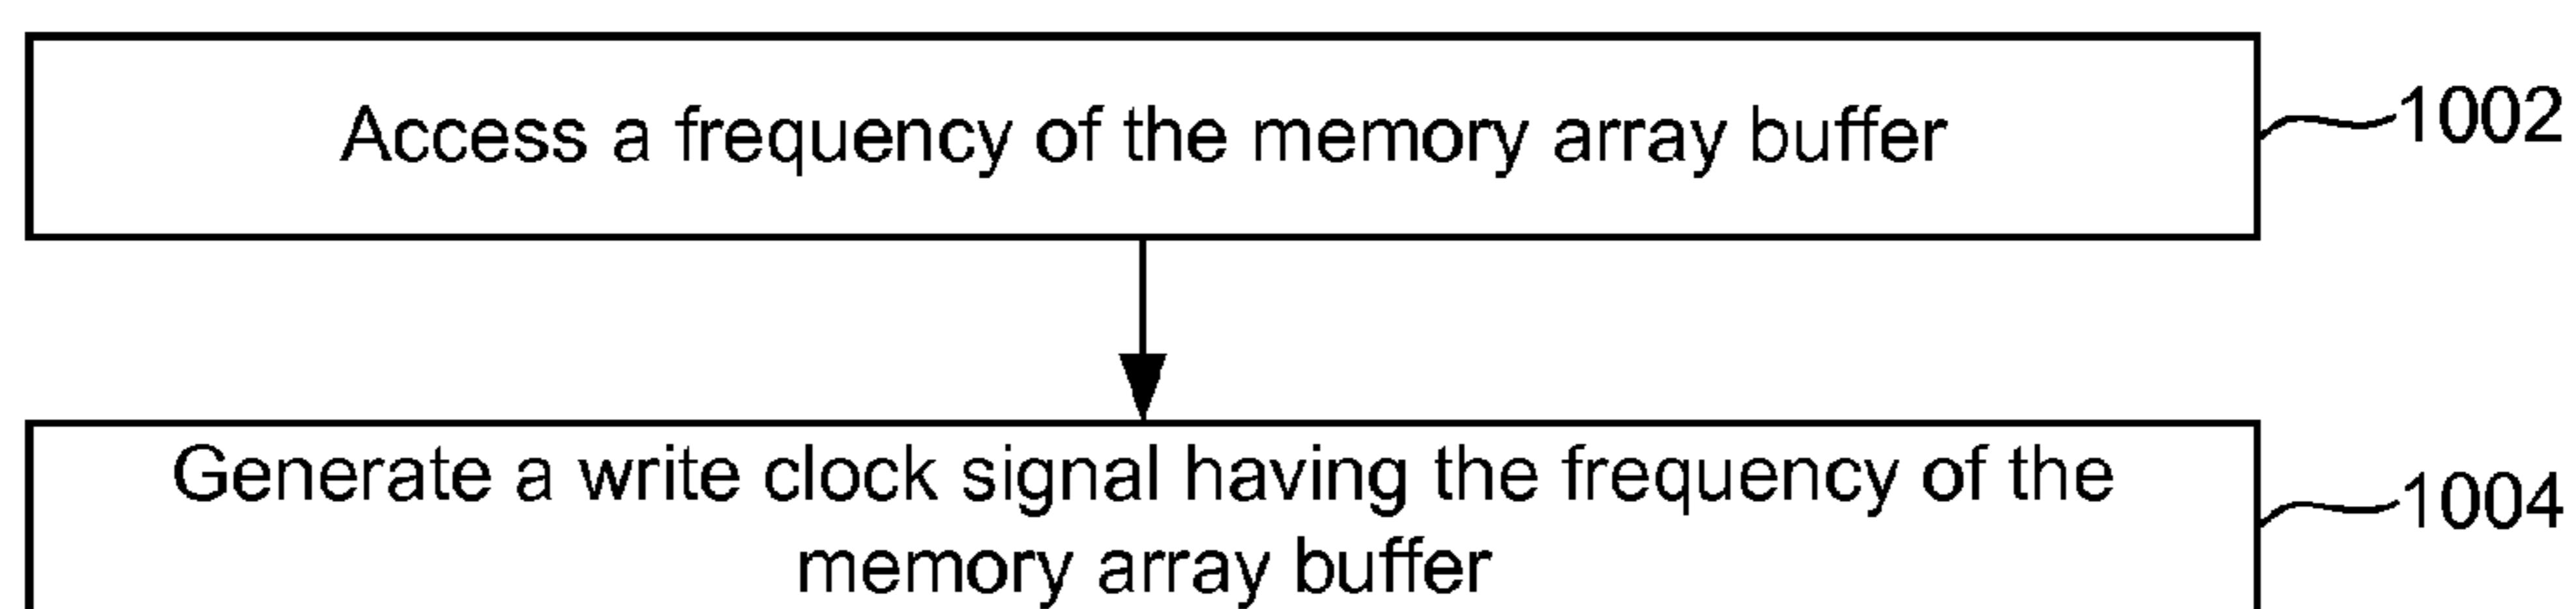 Access a frequency of the memory array buffer
1002
Generate a write clock signal having the frequency of the
memory array buffer
1004